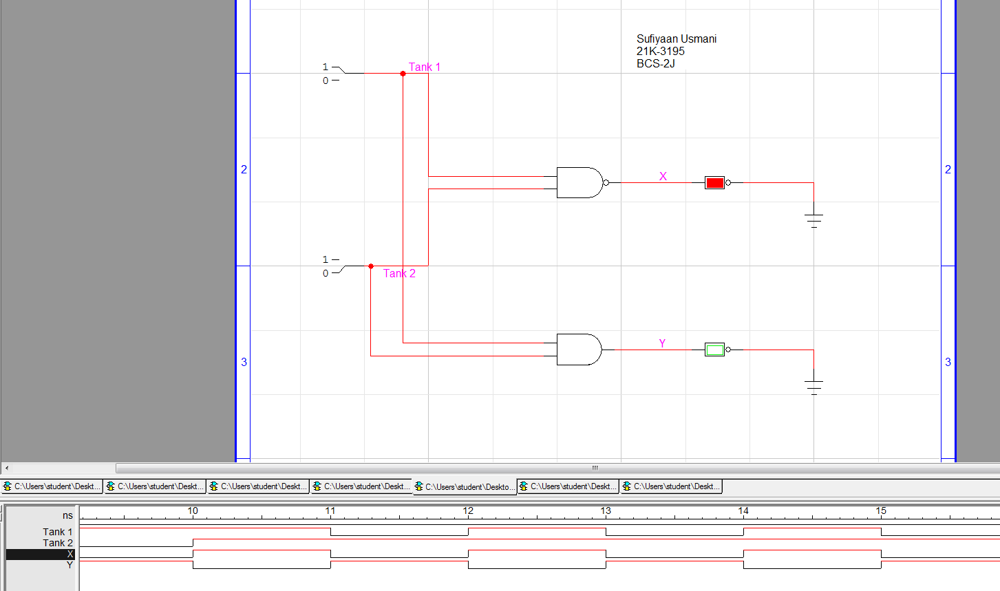 Sufiyaan Usmani
21K-3195
BCS-2J
1
0
Tank 1
2
X
2
1
0
Tank 2
3
Y
3
C:\Users\student\Deskt...
C:\Users\student\Deskt...
C:\Users\student\Deskt...
C:\Users\student\Deskt...
C:\Users\student\Deskto...
C:\Users\student\Deskt...
C:\Users\student\Deskt...
ns 10 11 12 13 14 15
Tank 1
Tank 2
X
Y